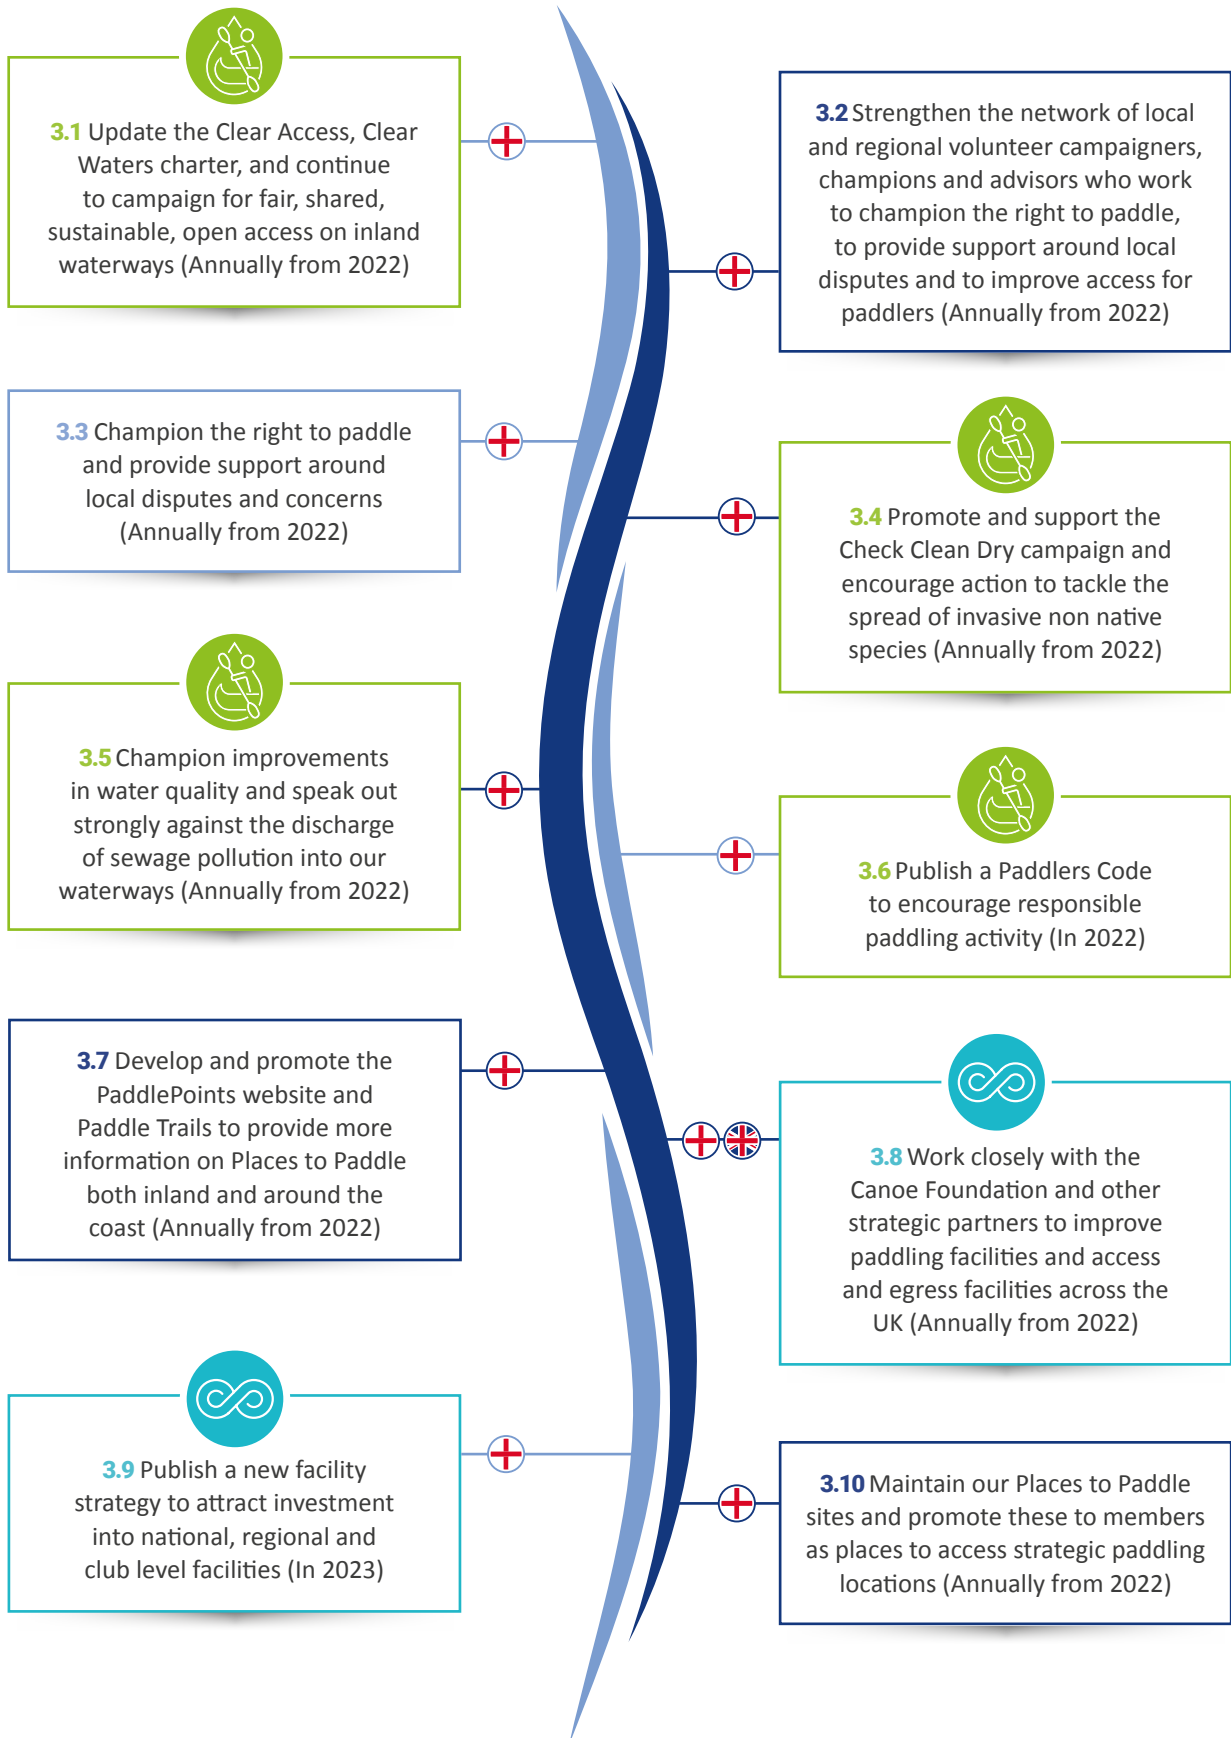 3.1 Update the Clear Access, Clear
Waters charter, and continue
to campaign for fair, shared,
sustainable, open access on inland
waterways (Annually from 2022)
3.2 Strengthen the network of local
and regional volunteer campaigners,
champions and advisors who work
to champion the right to paddle,
to provide support around local
disputes and to improve access for
paddlers (Annually from 2022)
3.3 Champion the right to paddle
and provide support around
local disputes and concerns
(Annually from 2022)
3.4 Promote and support the
Check Clean Dry campaign and
encourage action to tackle the
spread of invasive non native
species (Annually from 2022)
3.5 Champion improvements
in water quality and speak out
strongly against the discharge
of sewage pollution into our
waterways (Annually from 2022)
3.6 Publish a Paddlers Code
to encourage responsible
paddling activity (In 2022)
3.7 Develop and promote the
PaddlePoints website and
Paddle Trails to provide more
information on Places to Paddle
both inland and around the
coast (Annually from 2022)
3.8 Work closely with the
Canoe Foundation and other
strategic partners to improve
paddling facilities and access
and egress facilities across the
UK (Annually from 2022)
3.9 Publish a new facility
strategy to attract investment
into national, regional and
club level facilities (In 2023)
3.10 Maintain our Places to Paddle
sites and promote these to members
as places to access strategic paddling
locations (Annually from 2022)